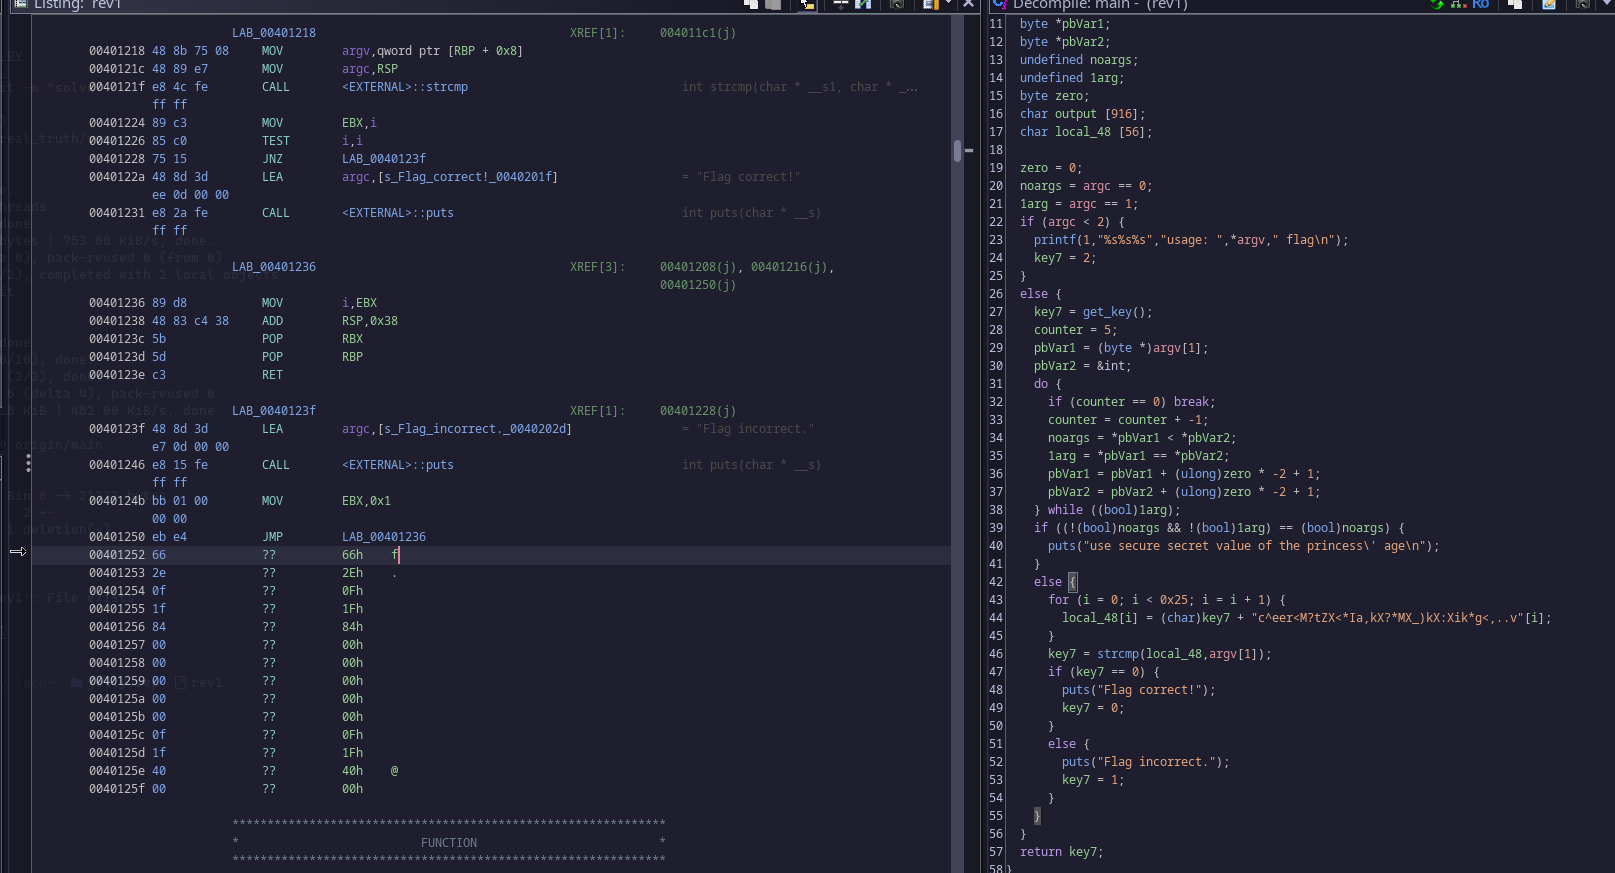 Listing: rev1
LAB_00401218 XREF[1]: 004011c1(j)
00401218 48 8b 75 08 MOV argv,qword ptr [RBP + 0x8]
0040121c 48 89 e7 MOV argc,RSP
0040121f e8 4c fe CALL <EXTERNAL>::strcmp int strcmp(char * __s1, char * _...
ff ff
00401224 89 c3 MOV EBX,i
00401226 85 c0 TEST i,i
00401228 75 15 JNZ LAB_0040123f
0040122a 48 8d 3d LEA argc,[s_Flag_correct!_0040201f] = "Flag correct!"
ee 0d 00 00
00401231 e8 2a fe CALL <EXTERNAL>::puts int puts(char * __s)
ff ff
LAB_00401236 XREF[3]: 00401208(j), 00401216(j),
00401250(j)
00401236 89 d8 MOV i,EBX
00401238 48 83 c4 38 ADD RSP,0x38
0040123c 5b POP RBX
0040123d 5d POP RBP
0040123e c3 RET
LAB_0040123f XREF[1]: 00401228(j)
0040123f 48 8d 3d LEA argc,[s_Flag_incorrect._0040202d] = "Flag incorrect."
e7 0d 00 00
00401246 e8 15 fe CALL <EXTERNAL>::puts int puts(char * __s)
ff ff
0040124b bb 01 00 MOV EBX,0x1
00 00
00401250 eb e4 JMP LAB_00401236
00401252 66 ?? 66h f
00401253 2e ?? 2Eh .
00401254 0f ?? 0Fh
00401255 1f ?? 1Fh
00401256 84 ?? 84h
00401257 00 ?? 00h
00401258 00 ?? 00h
00401259 00 ?? 00h
0040125a 00 ?? 00h
0040125b 00 ?? 00h
0040125c 0f ?? 0Fh
0040125d 1f ?? 1Fh
0040125e 40 ?? 40h @
0040125f 00 ?? 00h
*************************************************************
* FUNCTION *
*************************************************************
Decompile: main - (rev1)
11 byte *pbVar1;
12 byte *pbVar2;
13 undefined noargs;
14 undefined 1arg;
15 byte zero;
16 char output [916];
17 char local_48 [56];
18
19 zero = 0;
20 noargs = argc == 0;
21 1arg = argc == 1;
22 if (argc < 2) {
23 printf(1,"%s%s%s","usage: ",*argv," flag\n");
24 key7 = 2;
25 }
26 else {
27 key7 = get_key();
28 counter = 5;
29 pbVar1 = (byte *)argv[1];
30 pbVar2 = &int;
31 do {
32 if (counter == 0) break;
33 counter = counter + -1;
34 noargs = *pbVar1 < *pbVar2;
35 1arg = *pbVar1 == *pbVar2;
36 pbVar1 = pbVar1 + (ulong)zero * -2 + 1;
37 pbVar2 = pbVar2 + (ulong)zero * -2 + 1;
38 } while ((bool)1arg);
39 if ((!(bool)noargs && !(bool)1arg) == (bool)noargs) {
40 puts("use secure secret value of the princess\' age\n");
41 }
42 else {
43 for (i = 0; i < 0x25; i = i + 1) {
44 local_48[i] = (char)key7 + "c^eer<M?tZX<*Ia,kX?*MX_)kX:Xik*g<,..v"[i];
45 }
46 key7 = strcmp(local_48,argv[1]);
47 if (key7 == 0) {
48 puts("Flag correct!");
49 key7 = 0;
50 }
51 else {
52 puts("Flag incorrect.");
53 key7 = 1;
54 }
55 }
56 }
57 return key7;
58 }